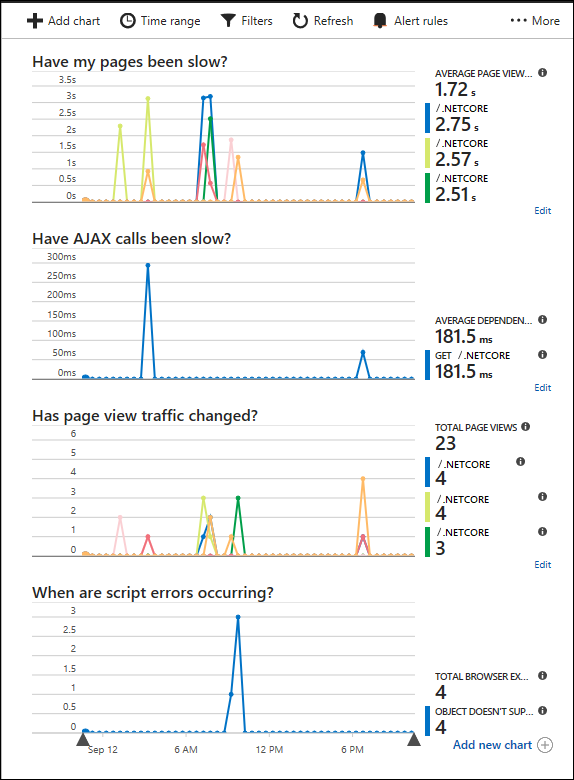 Add chart Time range Filters Refresh Alert rules ••• More
Have my pages been slow?
3.5s
3s
2.5s
2s
1.5s
1s
0.5s
0s
AVERAGE PAGE VIEW...
1.72 s
/.NETCORE
2.75 s
/.NETCORE
2.57 s
/.NETCORE
2.51 s
Edit
Have AJAX calls been slow?
300ms
250ms
200ms
150ms
100ms
50ms
0ms
AVERAGE DEPENDEN...
181.5 ms
GET /.NETCORE
181.5 ms
Edit
Has page view traffic changed?
6
5
4
3
2
1
0
TOTAL PAGE VIEWS
23
/.NETCORE
4
/.NETCORE
4
/.NETCORE
3
Edit
When are script errors occurring?
3
2.5
2
1.5
1
0.5
0
Sep 12 6 AM 12 PM 6 PM
TOTAL BROWSER EX...
4
OBJECT DOESN'T SUP...
4
Add new chart